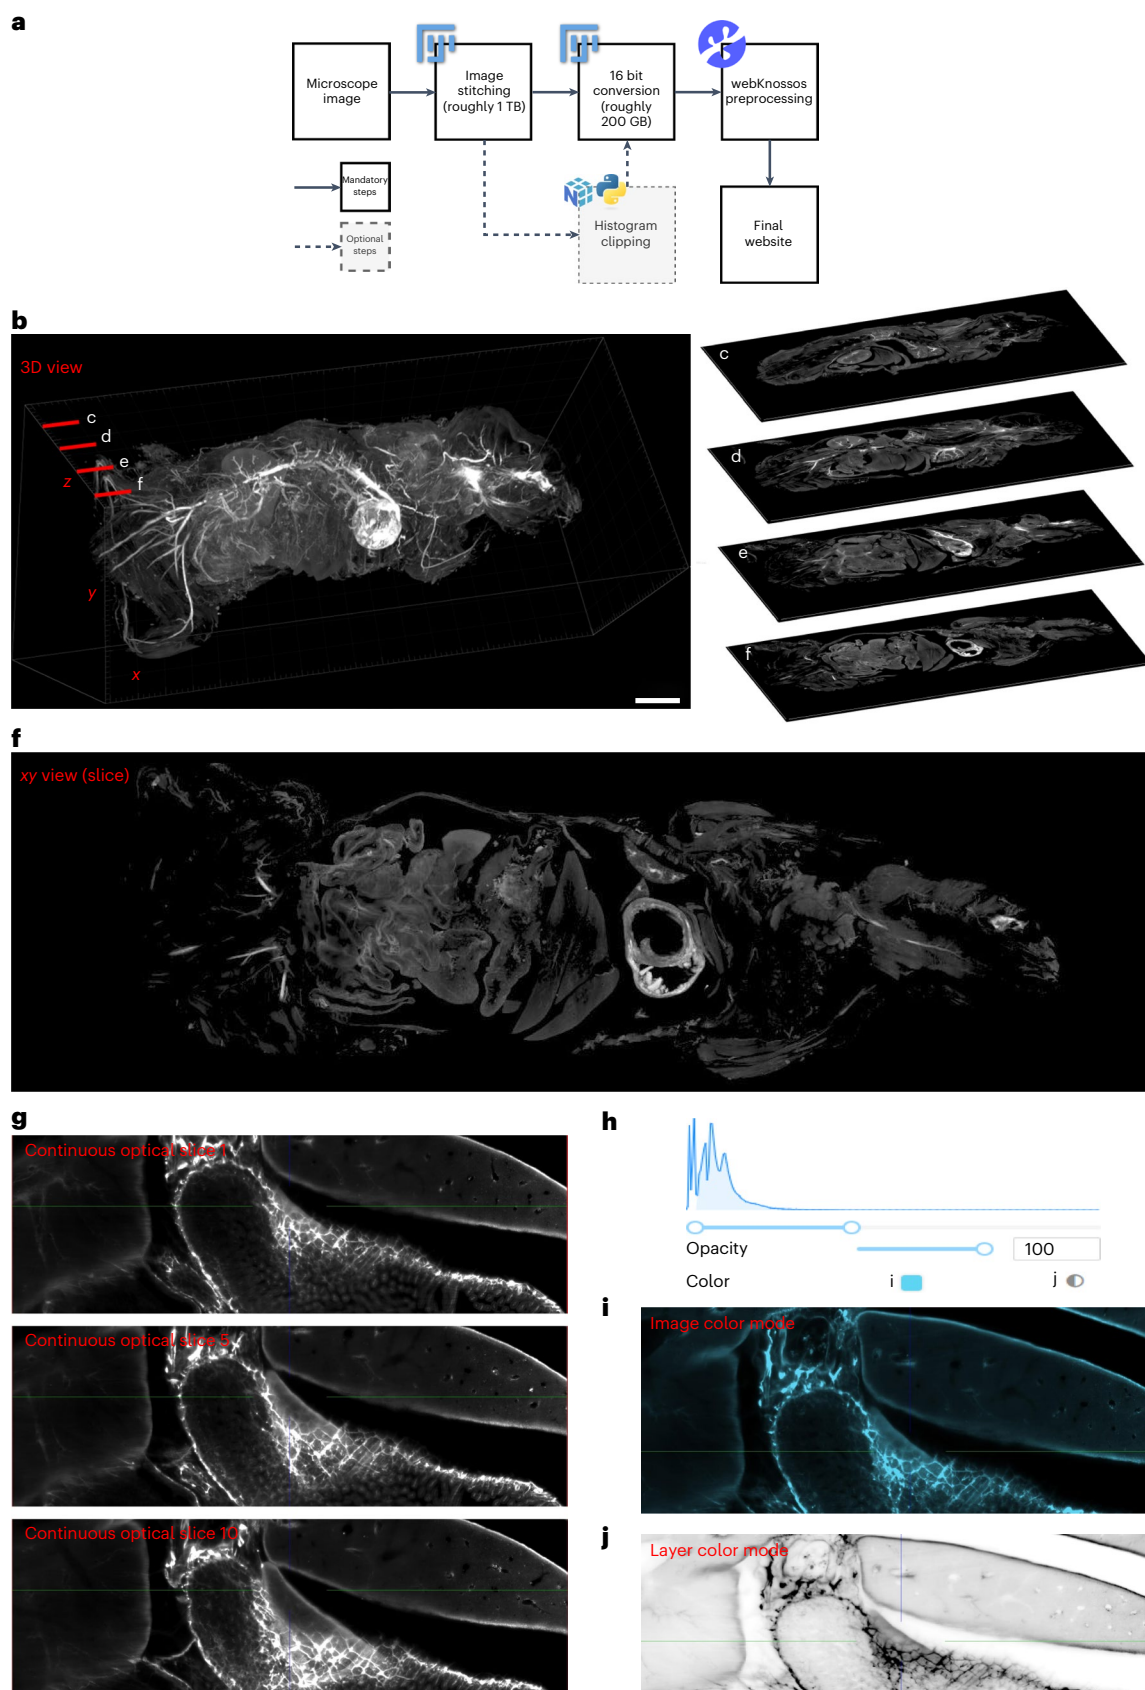 a
Microscope
image
Image
stitching
(roughly 1 TB)
16 bit
conversion
(roughly
200 GB)
webKnossos
preprocessing
Mandatory
steps
Optional
steps
N
Histogram
clipping
Final
website
b
3D view
c
d
e
f
z
y
x
c
d
e
f
f
xy view (slice)
g
Continuous optical slice 1
Continuous optical slice 5
Continuous optical slice 10
h
Opacity
100
Color
i
j
i
Image color mode
j
Layer color mode